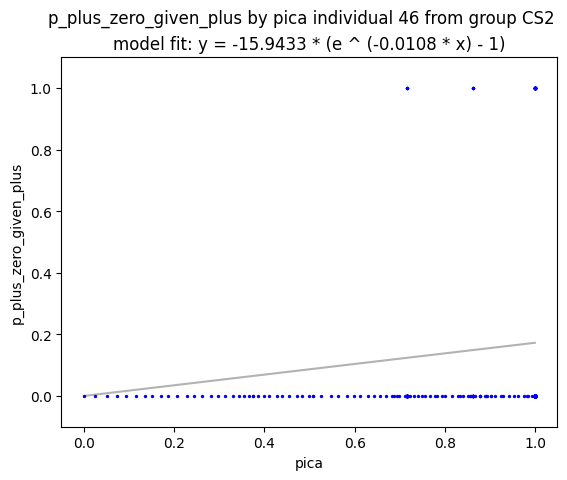 p_plus_zero_given_plus by pica individual 46 from group CS2
model fit: y = -15.9433 * (e ^ (-0.0108 * x) - 1)
1.0
0.8
0.6
0.4
0.2
0.0
p_plus_zero_given_plus
0.0 0.2 0.4 0.6 0.8 1.0
pica